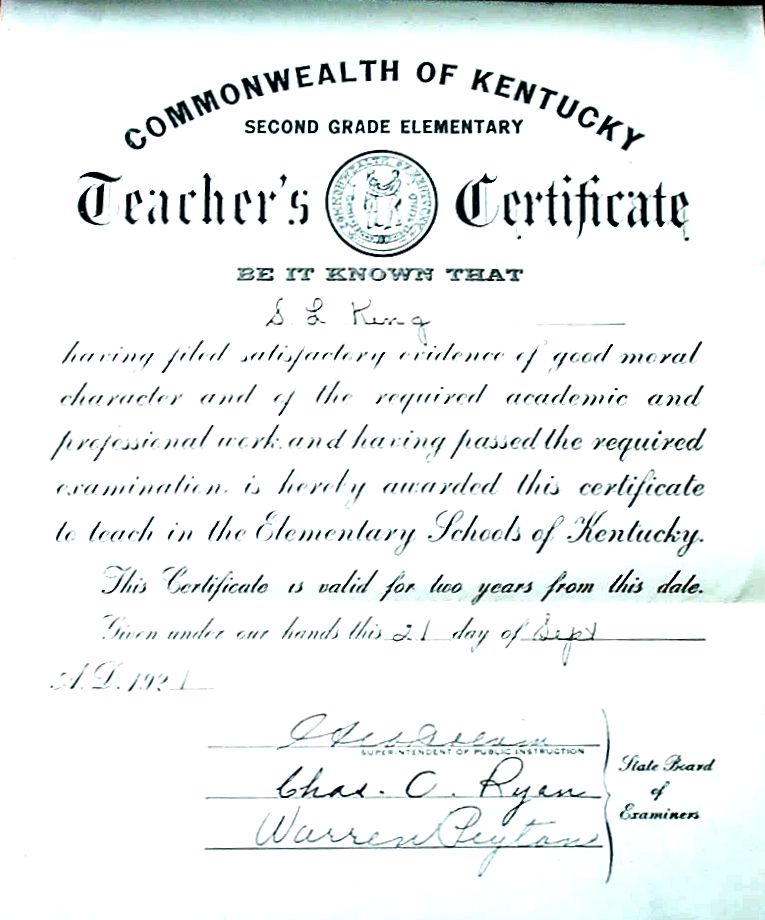 COMMONWEALTH OF KENTUCKY
SECOND GRADE ELEMENTARY
Teacher's Certificate
BE IT KNOWN THAT
S. L King
having filed satisfactory evidence of good moral
character and of the required academic and
professional work, and having passed the required
examination, is hereby awarded this certificate
to teach in the Elementary Schools of Kentucky.
This Certificate is valid for two years from this date.
Given under our hands this 21 day of Sept
A.D. 1921
Geo Colvin
SUPERINTENDENT OF PUBLIC INSTRUCTION
Chas. O. Ryan
Warren Peyton
State Board
of
Examiners